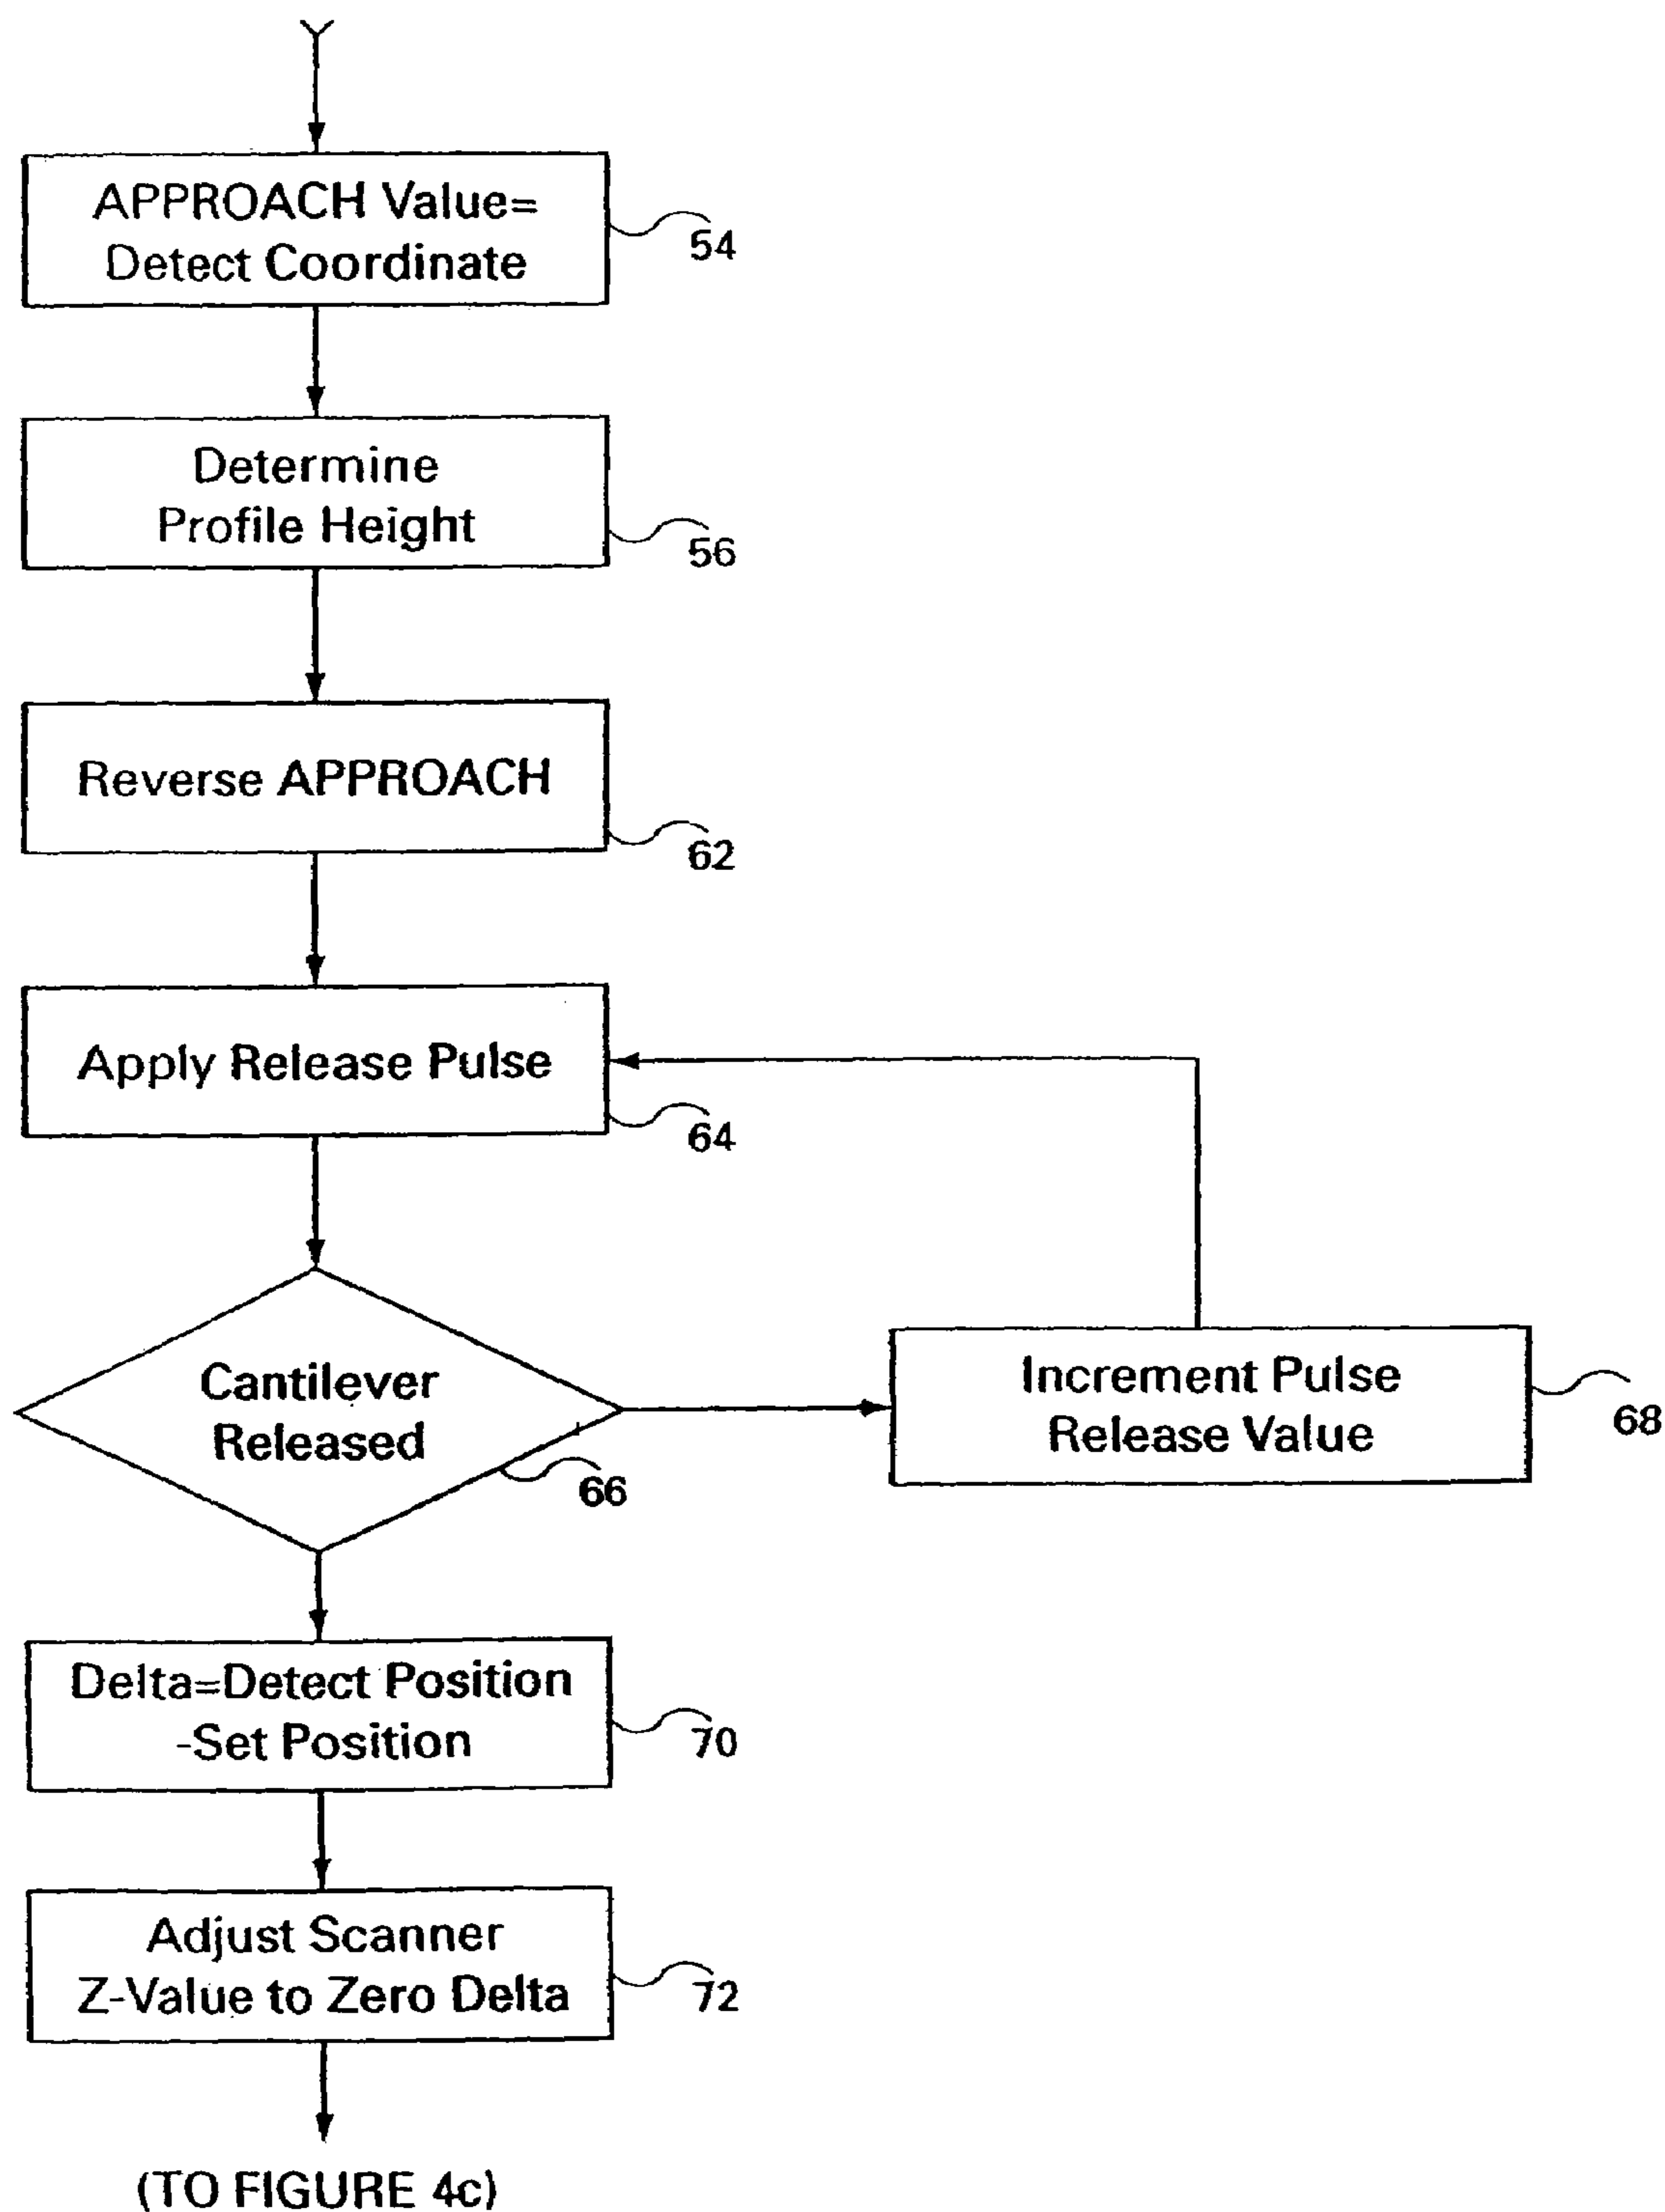 APPROACH Value=
Detect Coordinate
54
Determine
Profile Height
56
Reverse APPROACH
62
Apply Release Pulse
64
Cantilever
Released
66
Increment Pulse
Release Value
68
Delta=Detect Position
-Set Position
70
Adjust Scanner
Z-Value to Zero Delta
72
(TO FIGURE 4c)